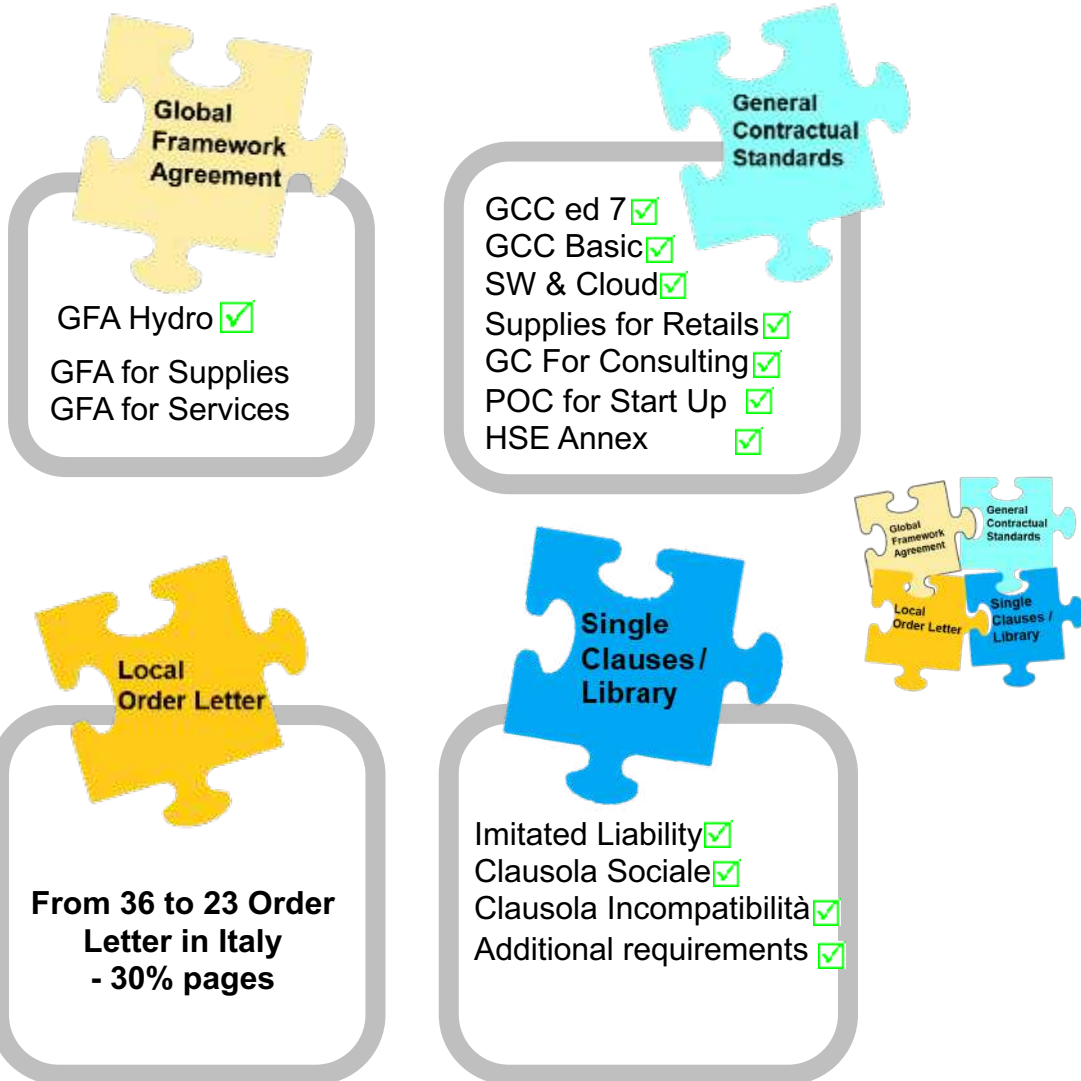 Global
Framework
Agreement
GFA Hydro
GFA for Supplies
GFA for Services
General
Contractual
Standards
GCC ed 7
GCC Basic
SW & Cloud
Supplies for Retails
GC For Consulting
POC for Start Up
HSE Annex
Global
Framework
Agreement
General
Contractual
Standards
Local
Order Letter
Single
Clauses /
Library
Local
Order Letter
From 36 to 23 Order
Letter in Italy
- 30% pages
Single
Clauses /
Library
Imitated Liability
Clausola Sociale
Clausola Incompatibilità
Additional requirements